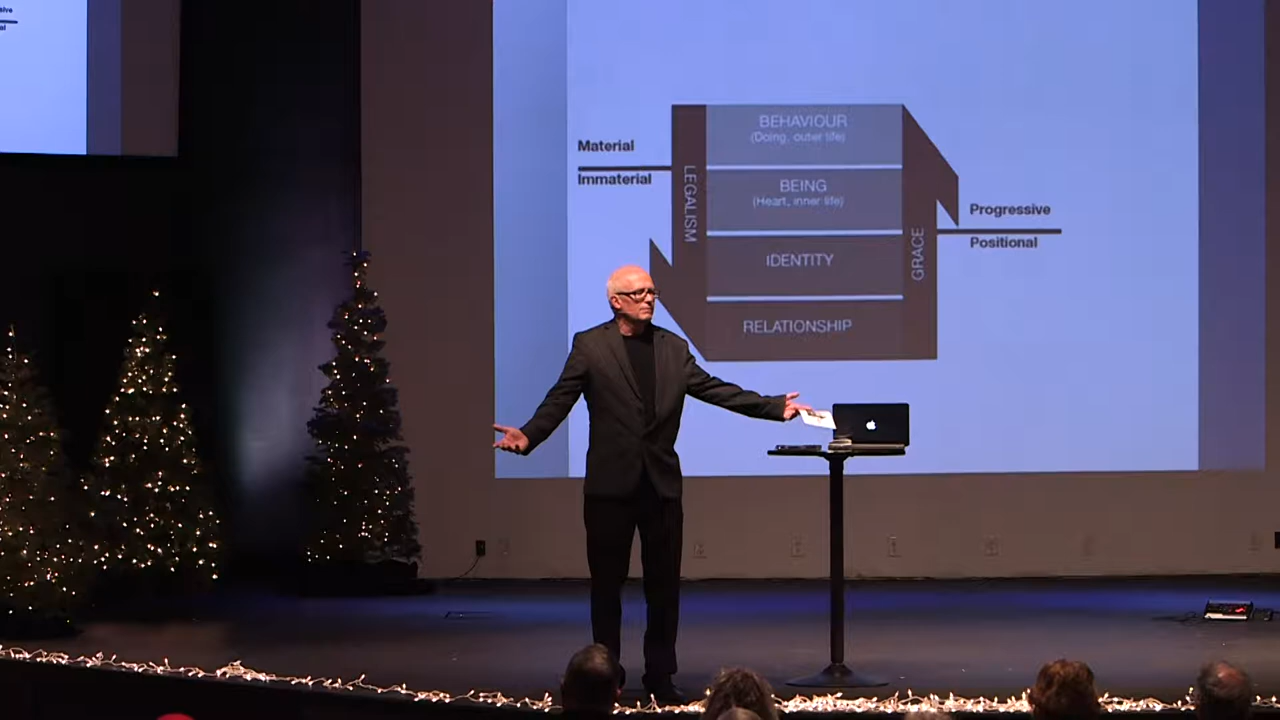 BEHAVIOUR
(Doing, outer life)
Material
Immaterial
LEGALISM
BEING
(Heart, inner life)
Progressive
Positional
GRACE
IDENTITY
RELATIONSHIP